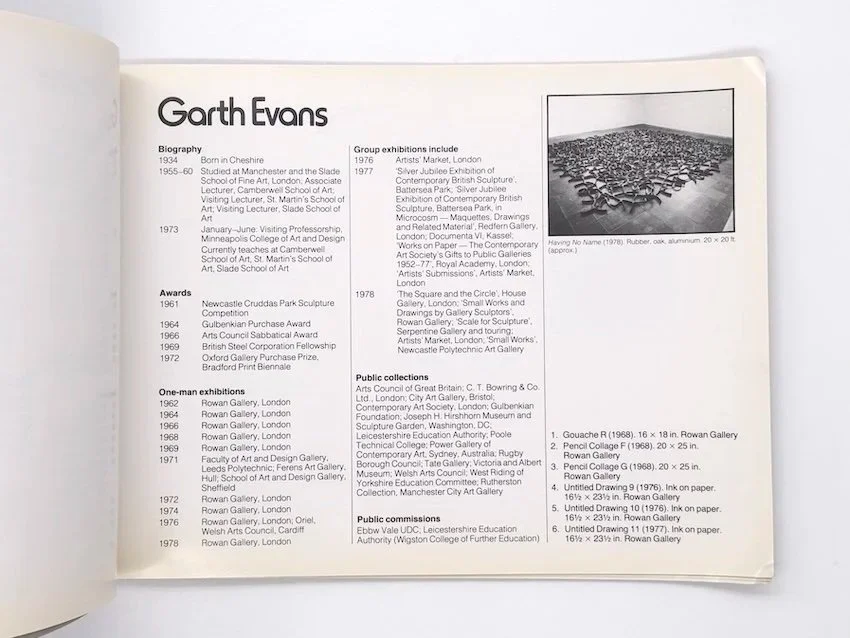 Garth Evans
Biography
1934 Born in Cheshire
1955–60 Studied at Manchester and the Slade
School of Fine Art, London; Associate
Lecturer, Camberwell School of Art;
Visiting Lecturer, St. Martin's School of
Art; Visiting Lecturer, Slade School of
Art
1973 January–June: Visiting Professorship,
Minneapolis College of Art and Design
Currently teaches at Camberwell
School of Art, St. Martin's School of
Art, Slade School of Art
Awards
1961 Newcastle Cruddas Park Sculpture
Competition
1964 Gulbenkian Purchase Award
1966 Arts Council Sabbatical Award
1969 British Steel Corporation Fellowship
1972 Oxford Gallery Purchase Prize,
Bradford Print Biennale
One-man exhibitions
1962 Rowan Gallery, London
1964 Rowan Gallery, London
1966 Rowan Gallery, London
1968 Rowan Gallery, London
1969 Rowan Gallery, London
1971 Faculty of Art and Design Gallery,
Leeds Polytechnic; Ferens Art Gallery,
Hull; School of Art and Design Gallery,
Sheffield
1972 Rowan Gallery, London
1974 Rowan Gallery, London
1976 Rowan Gallery, London; Oriel,
Welsh Arts Council, Cardiff
1978 Rowan Gallery, London
Group exhibitions include
1976 Artists' Market, London
1977 'Silver Jubilee Exhibition of
Contemporary British Sculpture',
Battersea Park; 'Silver Jubilee
Exhibition of Contemporary British
Sculpture, Battersea Park, in
Microcosm — Maquettes, Drawings
and Related Material', Redfern Gallery,
London; Documenta VI, Kassel;
'Works on Paper — The Contemporary
Art Society's Gifts to Public Galleries
1952–77', Royal Academy, London;
'Artists' Submissions', Artists' Market,
London
1978 'The Square and the Circle', House
Gallery, London; 'Small Works and
Drawings by Gallery Sculptors',
Rowan Gallery; 'Scale for Sculpture',
Serpentine Gallery and touring;
Artists' Market, London; 'Small Works',
Newcastle Polytechnic Art Gallery
Public collections
Arts Council of Great Britain; C. T. Bowring & Co.
Ltd., London; City Art Gallery, Bristol;
Contemporary Art Society, London; Gulbenkian
Foundation; Joseph H. Hirshhorn Museum and
Sculpture Garden, Washington, DC;
Leicestershire Education Authority; Poole
Technical College; Power Gallery of
Contemporary Art, Sydney, Australia; Rugby
Borough Council; Tate Gallery; Victoria and Albert
Museum; Welsh Arts Council; West Riding of
Yorkshire Education Committee; Rutherston
Collection, Manchester City Art Gallery
Public commissions
Ebbw Vale UDC; Leicestershire Education
Authority (Wigston College of Further Education)
Having No Name (1978). Rubber, oak, aluminium. 20 × 20 ft.
(approx.)
1. Gouache R (1968). 16 × 18 in. Rowan Gallery
2. Pencil Collage F (1968). 20 × 25 in.
Rowan Gallery
3. Pencil Collage G (1968). 20 × 25 in.
Rowan Gallery
4. Untitled Drawing 9 (1976). Ink on paper.
16½ × 23½ in. Rowan Gallery
5. Untitled Drawing 10 (1976). Ink on paper.
16½ × 23½ in. Rowan Gallery
6. Untitled Drawing 11 (1977). Ink on paper.
16½ × 23½ in. Rowan Gallery